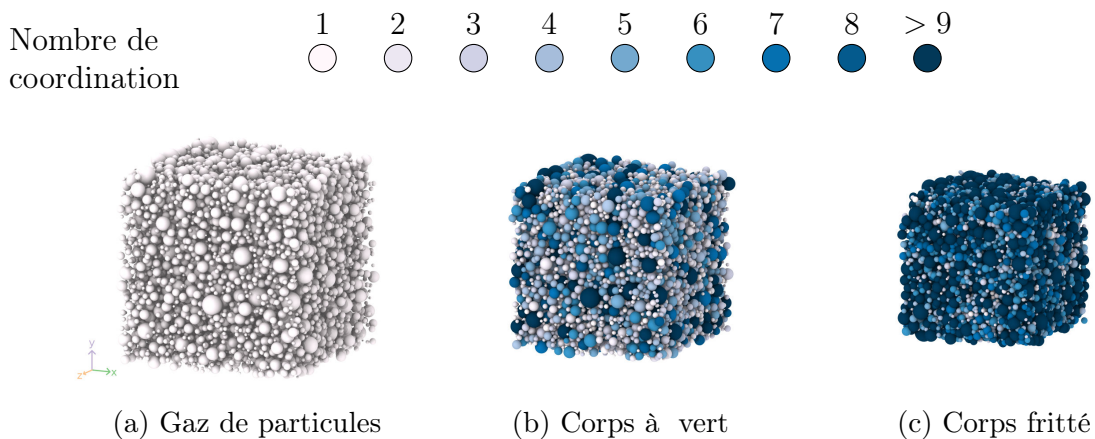 Nombre de
coordination
1 2 3 4 5 6 7 8 > 9
y
z x
(a) Gaz de particules
(b) Corps à vert
(c) Corps fritté